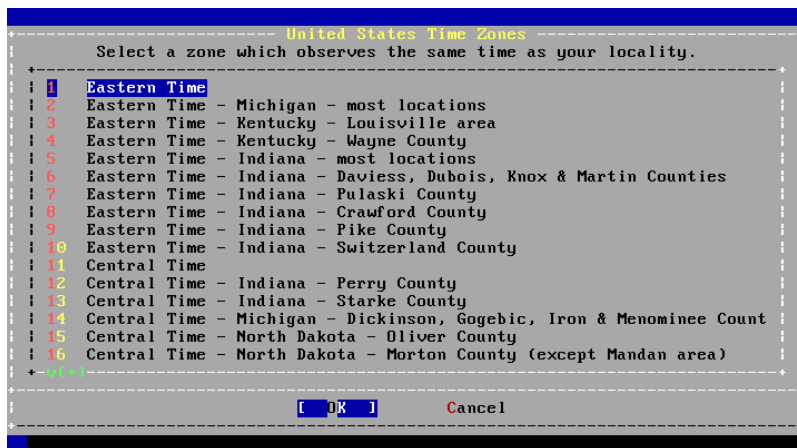 United States Time Zones
Select a zone which observes the same time as your locality.
1 Eastern Time
2 Eastern Time - Michigan - most locations
3 Eastern Time - Kentucky - Louisville area
4 Eastern Time - Kentucky - Wayne County
5 Eastern Time - Indiana - most locations
6 Eastern Time - Indiana - Daviess, Dubois, Knox & Martin Counties
7 Eastern Time - Indiana - Pulaski County
8 Eastern Time - Indiana - Crawford County
9 Eastern Time - Indiana - Pike County
10 Eastern Time - Indiana - Switzerland County
11 Central Time
12 Central Time - Indiana - Perry County
13 Central Time - Indiana - Starke County
14 Central Time - Michigan - Dickinson, Gogebic, Iron & Menominee Count
15 Central Time - North Dakota - Oliver County
16 Central Time - North Dakota - Morton County (except Mandan area)
v(+)
[ OK ] Cancel